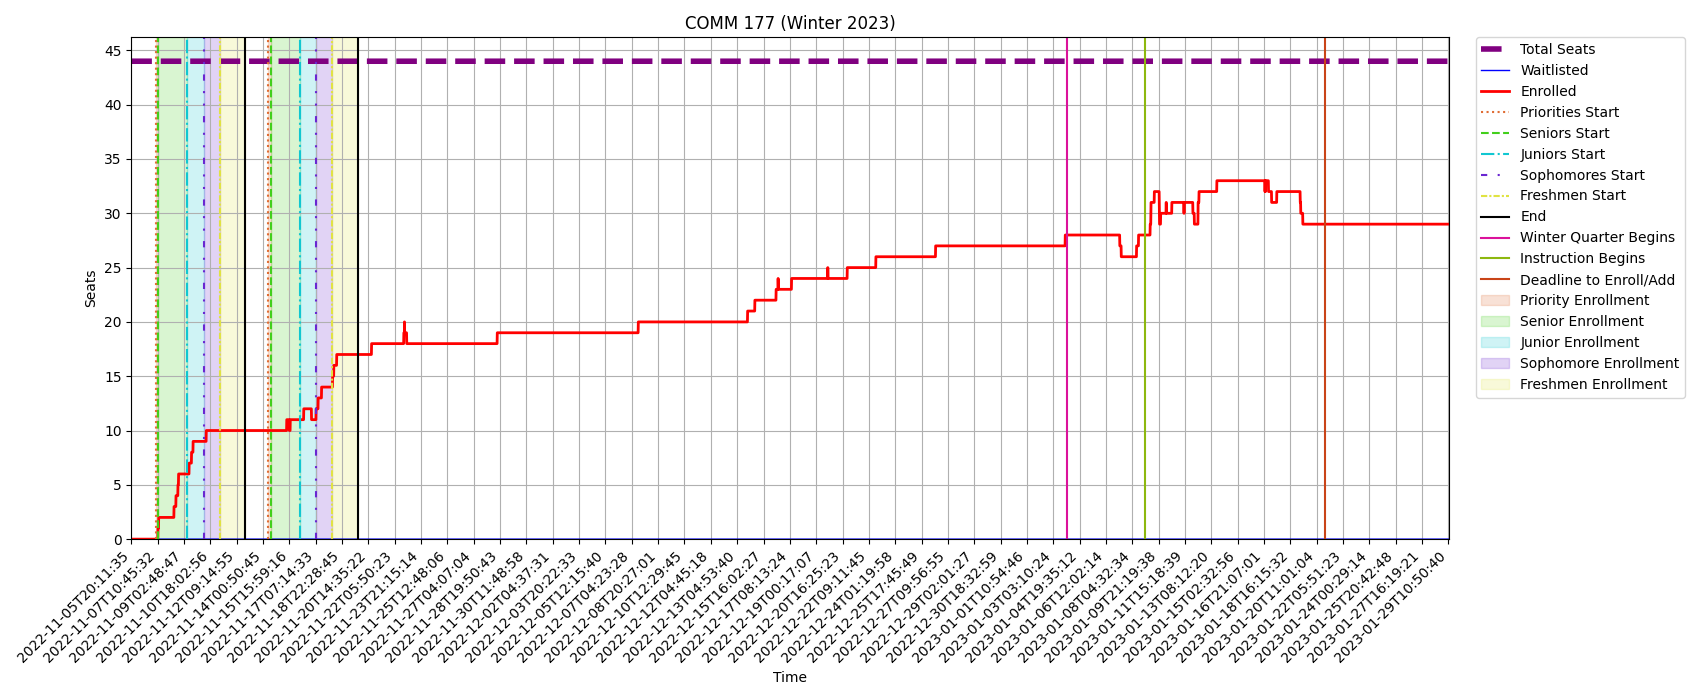 COMM 177 (Winter 2023)
Seats
45
40
35
30
25
20
15
10
5
0
2022-11-05T20:11:35
2022-11-07T10:45:32
2022-11-09T02:48:47
2022-11-10T18:02:56
2022-11-12T09:14:55
2022-11-14T00:50:45
2022-11-15T15:59:16
2022-11-17T07:14:33
2022-11-18T22:28:45
2022-11-20T14:35:22
2022-11-22T05:50:23
2022-11-23T21:15:14
2022-11-25T12:48:06
2022-11-27T04:07:04
2022-11-28T19:50:43
2022-11-30T11:48:58
2022-12-02T04:37:31
2022-12-03T20:22:33
2022-12-05T12:15:40
2022-12-07T04:23:28
2022-12-08T20:27:01
2022-12-10T12:29:45
2022-12-12T04:45:18
2022-12-13T04:53:40
2022-12-15T16:02:27
2022-12-17T08:13:24
2022-12-19T00:17:07
2022-12-20T16:25:23
2022-12-22T09:11:45
2022-12-24T01:19:58
2022-12-25T17:45:49
2022-12-27T09:56:55
2022-12-29T02:01:27
2022-12-30T18:32:59
2023-01-01T10:54:46
2023-01-03T03:10:24
2023-01-04T19:35:12
2023-01-06T12:02:14
2023-01-08T04:32:34
2023-01-09T21:19:38
2023-01-11T15:18:39
2023-01-13T08:12:20
2023-01-15T02:32:56
2023-01-16T21:07:01
2023-01-18T16:15:32
2023-01-20T11:01:04
2023-01-22T05:51:23
2023-01-24T00:29:14
2023-01-25T20:42:48
2023-01-27T16:19:21
2023-01-29T10:50:40
Time
Total Seats
Waitlisted
Enrolled
Priorities Start
Seniors Start
Juniors Start
Sophomores Start
Freshmen Start
End
Winter Quarter Begins
Instruction Begins
Deadline to Enroll/Add
Priority Enrollment
Senior Enrollment
Junior Enrollment
Sophomore Enrollment
Freshmen Enrollment